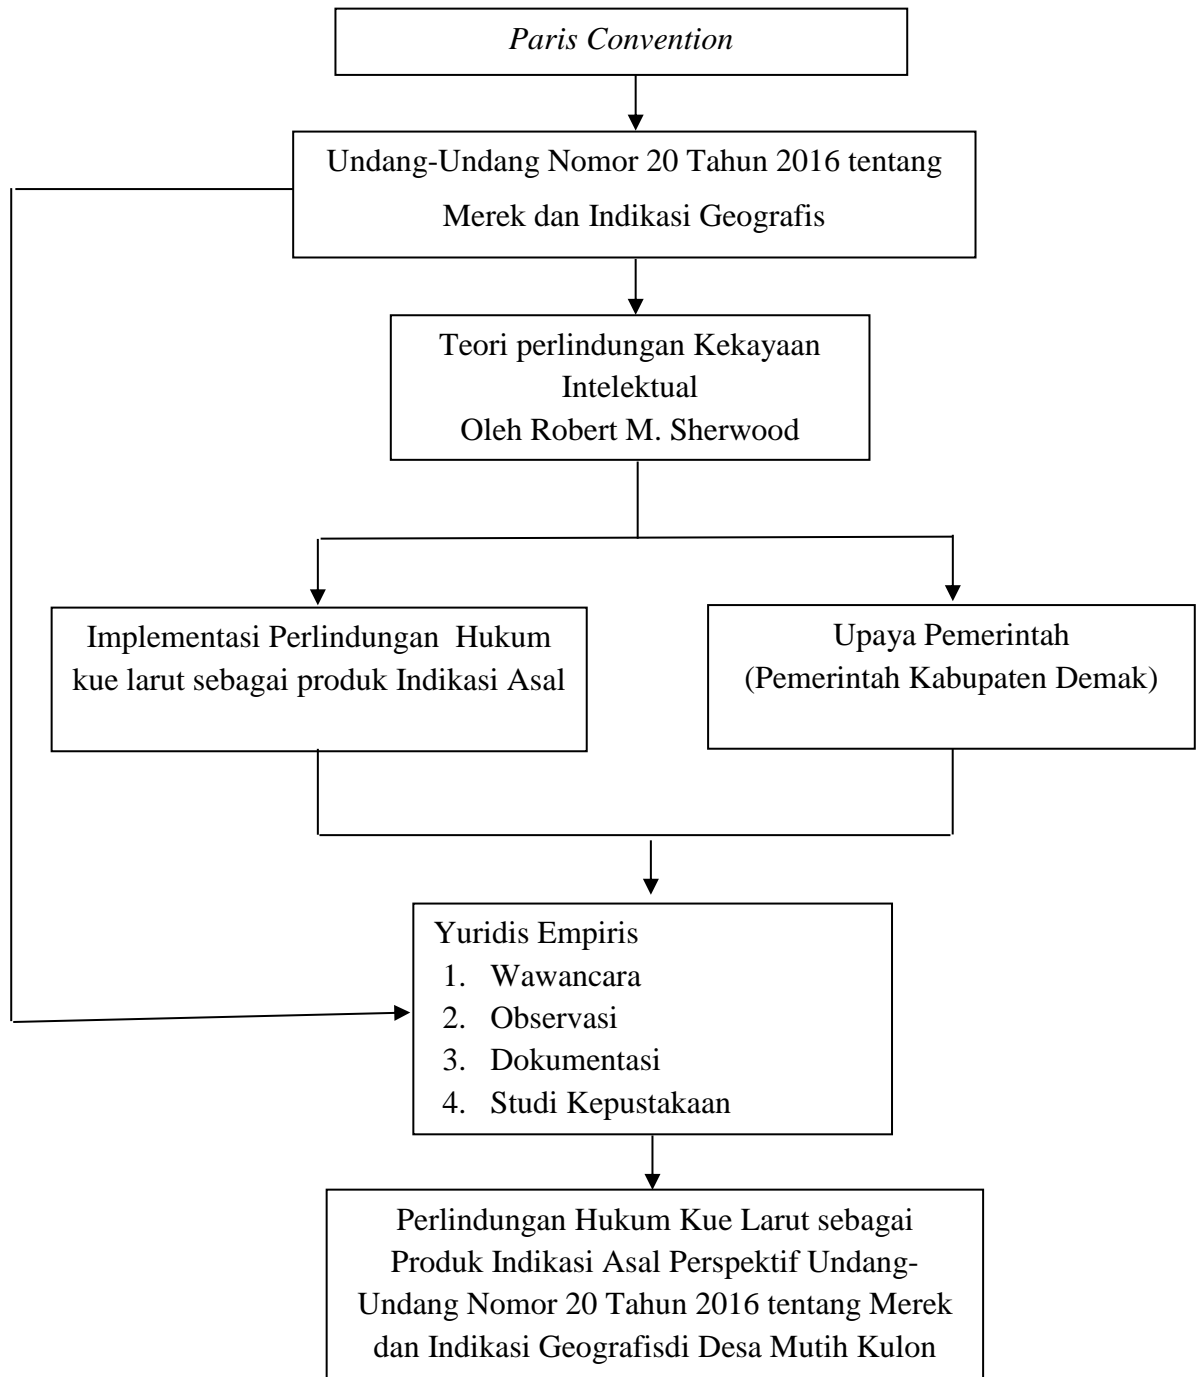 Paris Convention
Undang-Undang Nomor 20 Tahun 2016 tentang
Merek dan Indikasi Geografis
Teori perlindungan Kekayaan
Intelektual
Oleh Robert M. Sherwood
Implementasi Perlindungan Hukum
kue larut sebagai produk Indikasi Asal
Upaya Pemerintah
(Pemerintah Kabupaten Demak)
Yuridis Empiris
1. Wawancara
2. Observasi
3. Dokumentasi
4. Studi Kepustakaan
Perlindungan Hukum Kue Larut sebagai
Produk Indikasi Asal Perspektif Undang-
Undang Nomor 20 Tahun 2016 tentang Merek
dan Indikasi Geografisdi Desa Mutih Kulon